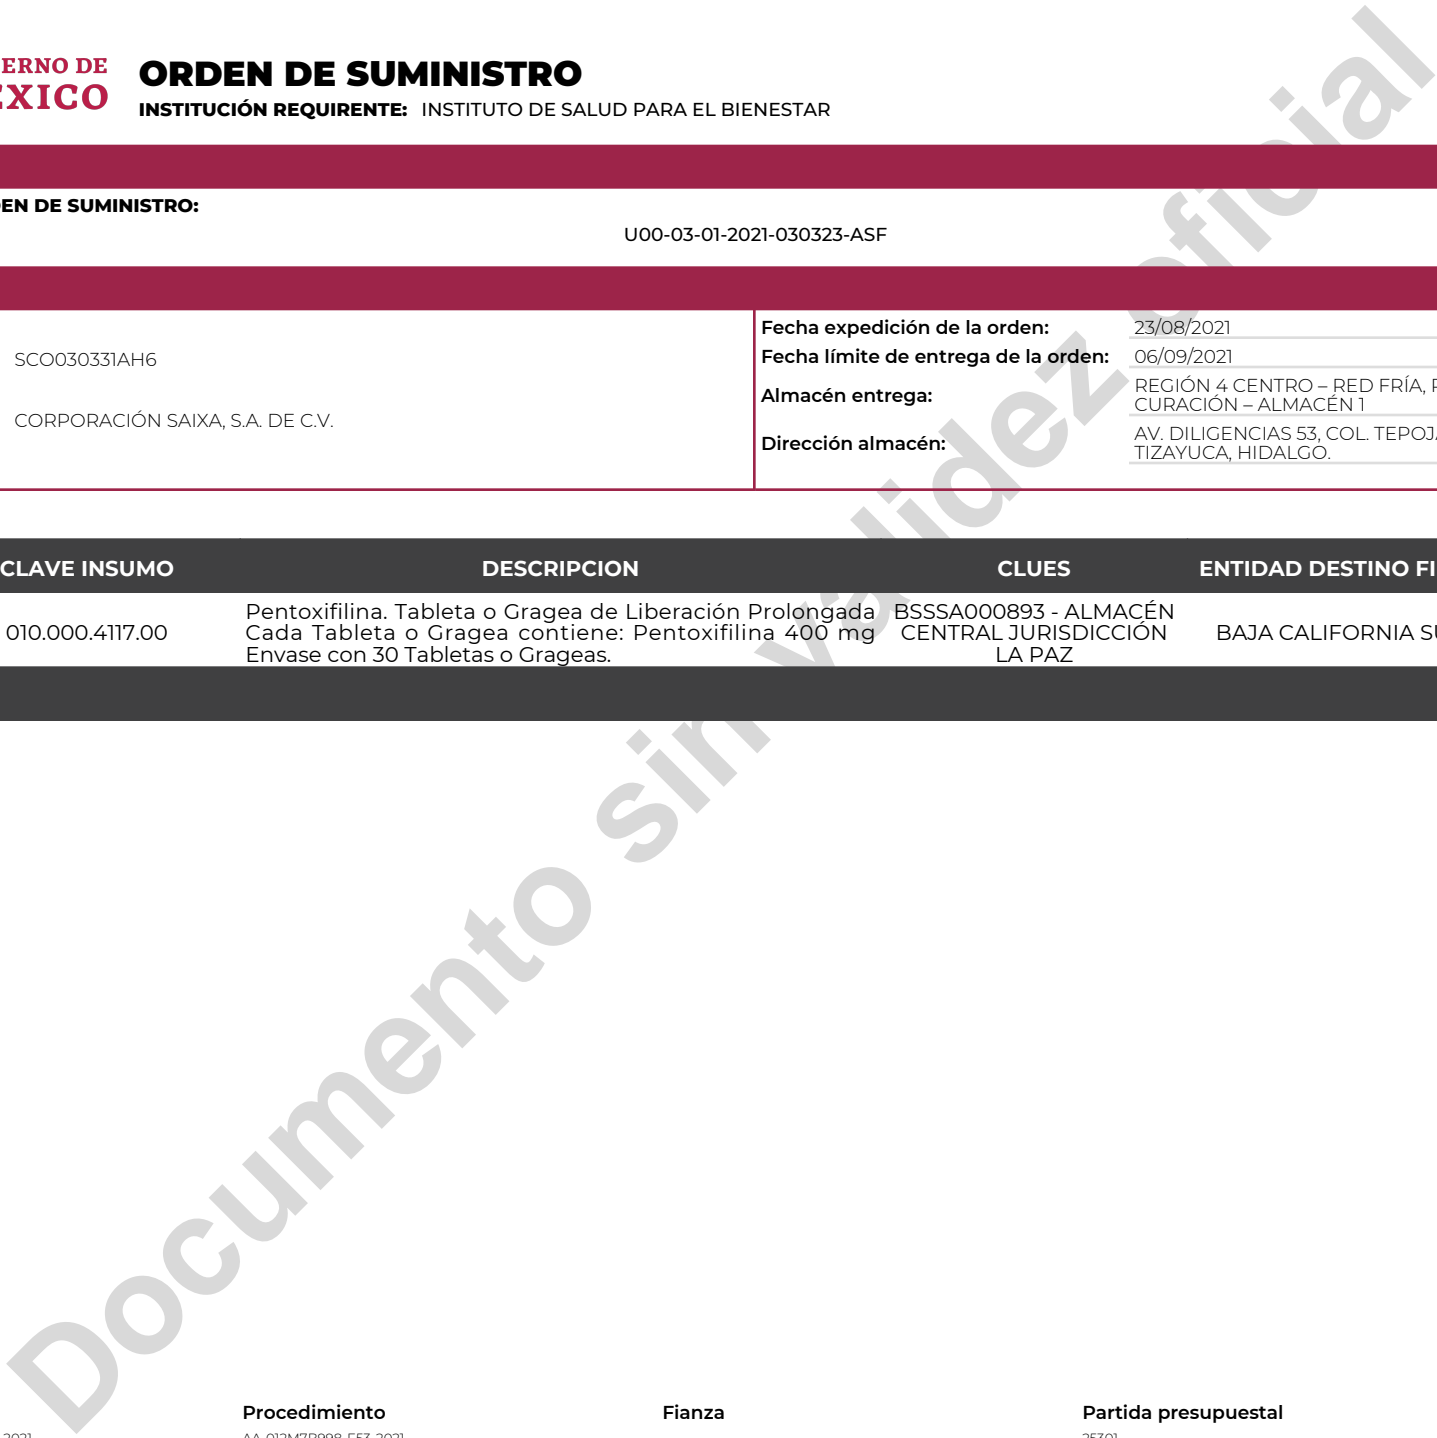 ERNO DE
EXICO
ORDEN DE SUMINISTRO
INSTITUCIÓN REQUIRENTE: INSTITUTO DE SALUD PARA EL BIENESTAR
EN DE SUMINISTRO:
U00-03-01-2021-030323-ASF
SCO030331AH6
CORPORACIÓN SAIXA, S.A. DE C.V.
Fecha expedición de la orden: 23/08/2021
Fecha límite de entrega de la orden: 06/09/2021
Almacén entrega: REGIÓN 4 CENTRO – RED FRÍA,
CURACIÓN – ALMACÉN 1
Dirección almacén: AV. DILIGENCIAS 53, COL. TEPOJ
TIZAYUCA, HIDALGO.
CLAVE INSUMO DESCRIPCION CLUES ENTIDAD DESTINO FI
010.000.4117.00
Pentoxifilina. Tableta o Gragea de Liberación Prolongada
Cada Tableta o Gragea contiene: Pentoxifilina 400 mg
Envase con 30 Tabletas o Grageas.
BSSSA000893 - ALMACÉN
CENTRAL JURISDICCIÓN
LA PAZ
BAJA CALIFORNIA S
Documento sin validez oficial
Procedimiento Fianza Partida presupuestal